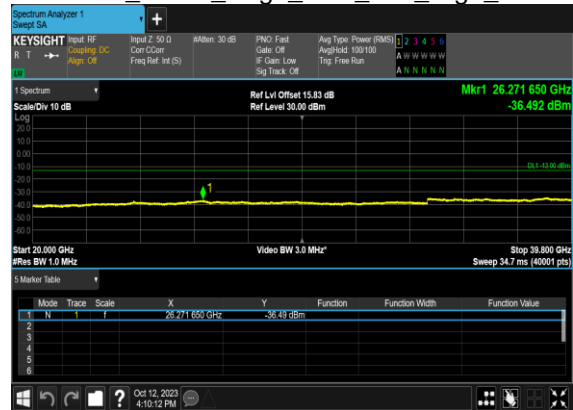 Spectrum Analyzer 1
Swept SA
+
KEYSIGHT
R T
LW
Input: RF
Coupling: DC
Align: Off
Input Z: 50 Ω
Corr CCorr
Freq Ref: Int (S)
#Atten: 30 dB
PNO: Fast
Gate: Off
IF Gain: Low
Sig Track: Off
Avg Type: Power (RMS)
Avg|Hold: 100/100
Trig: Free Run
1 2 3 4 5 6
A W W W W W
A N N N N N
1 Spectrum
Scale/Div 10 dB
Ref Lvl Offset 15.83 dB
Ref Level 30.00 dBm
Mkr1 26.271 650 GHz
-36.492 dBm
Log
20.0
10.0
0.00
-10.0
-20.0
-30.0
-40.0
-50.0
-60.0
DL1 -13.00 dBm
1
Start 20.000 GHz
#Res BW 1.0 MHz
Video BW 3.0 MHz*
Stop 39.800 GHz
Sweep 34.7 ms (40001 pts)
5 Marker Table
Mode Trace Scale X Y Function Function Width Function Value
1 N 1 f 26.271 650 GHz -36.49 dBm
2
3
4
5
6
? Oct 12, 2023
4:10:12 PM